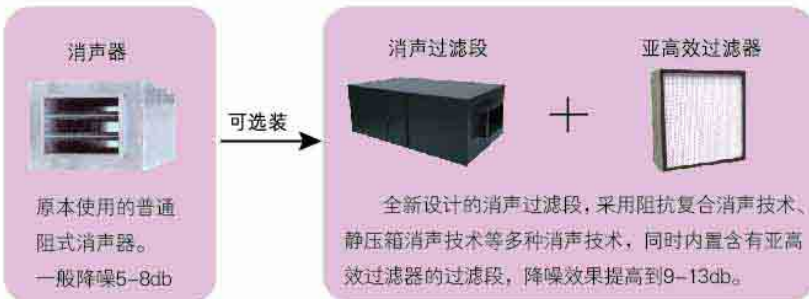 消声器
原本使用的普通
阻式消声器。
一般降噪5-8db
可选装
消声过滤段
+
亚高效过滤器
全新设计的消声过滤段，采用阻抗复合消声技术、
静压箱消声技术等多种消声技术，同时内置含有亚高
效过滤器的过滤段，降噪效果提高到9-13db。